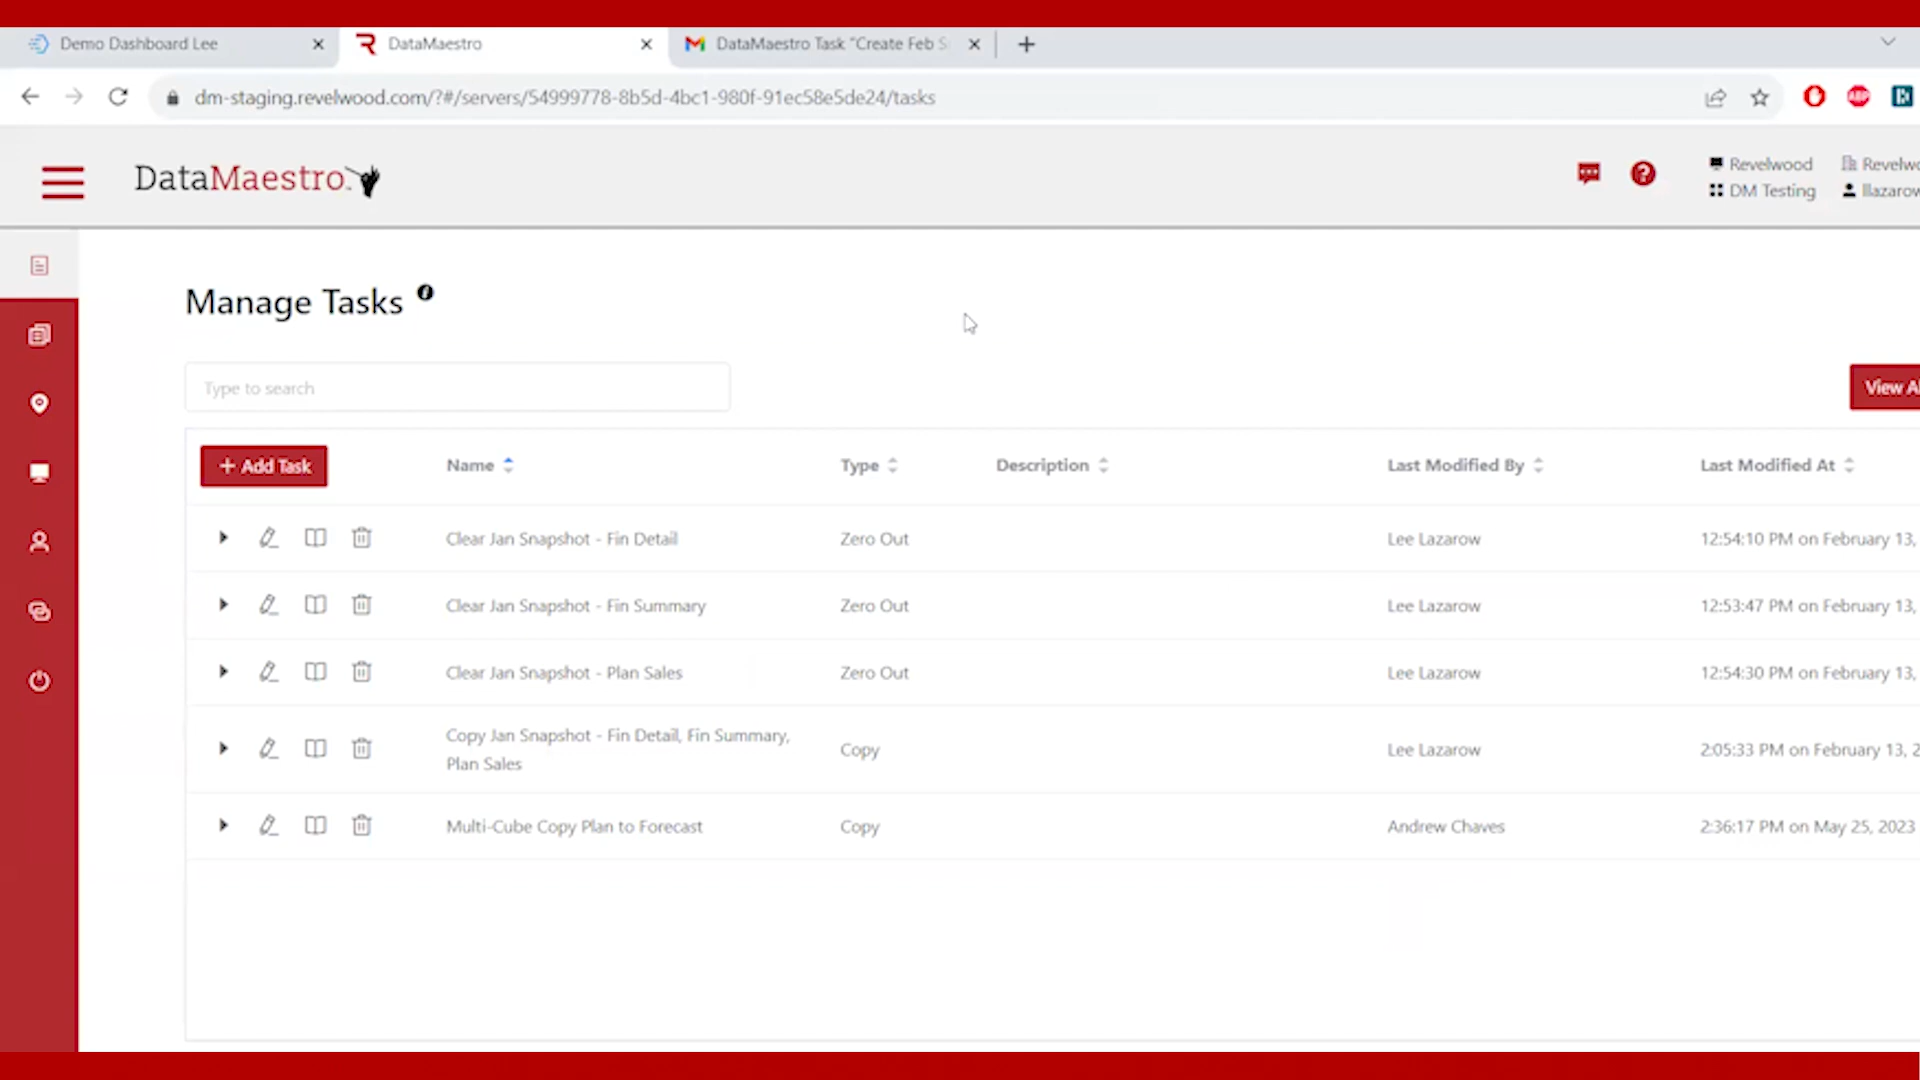 Demo Dashboard Lee
DataMaestro
DataMaestro Task "Create Feb S
dm-staging.revelwood.com/?#/servers/54999778-8b5d-4bc1-980f-91ec58e5de24/tasks
ABP
DataMaestro
Revelwood
Revelwo
DM Testing
llazarow
Manage Tasks
Type to search
View Al
+ Add Task
Name
Type
Description
Last Modified By
Last Modified At
Clear Jan Snapshot - Fin Detail
Zero Out
Lee Lazarow
12:54:10 PM on February 13,
Clear Jan Snapshot - Fin Summary
Zero Out
Lee Lazarow
12:53:47 PM on February 13,
Clear Jan Snapshot - Plan Sales
Zero Out
Lee Lazarow
12:54:30 PM on February 13,
Copy Jan Snapshot - Fin Detail, Fin Summary,
Plan Sales
Copy
Lee Lazarow
2:05:33 PM on February 13, 2
Multi-Cube Copy Plan to Forecast
Copy
Andrew Chaves
2:36:17 PM on May 25, 2023